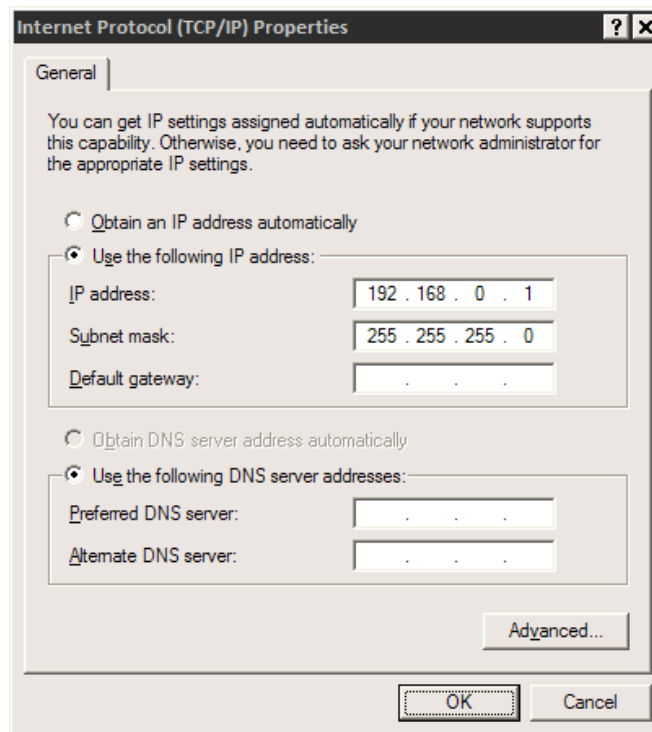 Internet Protocol (TCP/IP) Properties
General
You can get IP settings assigned automatically if your network supports
this capability. Otherwise, you need to ask your network administrator for
the appropriate IP settings.
Obtain an IP address automatically
Use the following IP address:
IP address: 192 . 168 . 0 . 1
Subnet mask: 255 . 255 . 255 . 0
Default gateway: . . .
Obtain DNS server address automatically
Use the following DNS server addresses:
Preferred DNS server: . . .
Alternate DNS server: . . .
Advanced...
OK Cancel